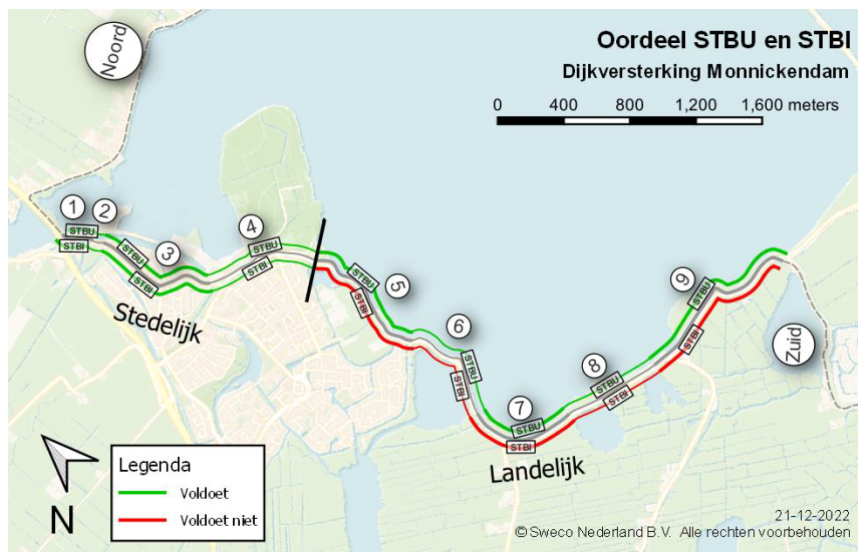 Noord
Oordeel STBU en STBI
Dijkversterking Monnickendam
0 400 800 1,200 1,600 meters
1
2
STBU
STBI
STBU
3
STBI
4
STBU
STBI
Stedelijk
STBU
5
STBI
6
STBU
STBI
7
STBU
STBI
8
STBU
STBI
9
STBU
STBI
Zuid
Landelijk
N
Legenda
Voldoet
Voldoet niet
21-12-2022
© Sweco Nederland B.V. Alle rechten voorbehouden